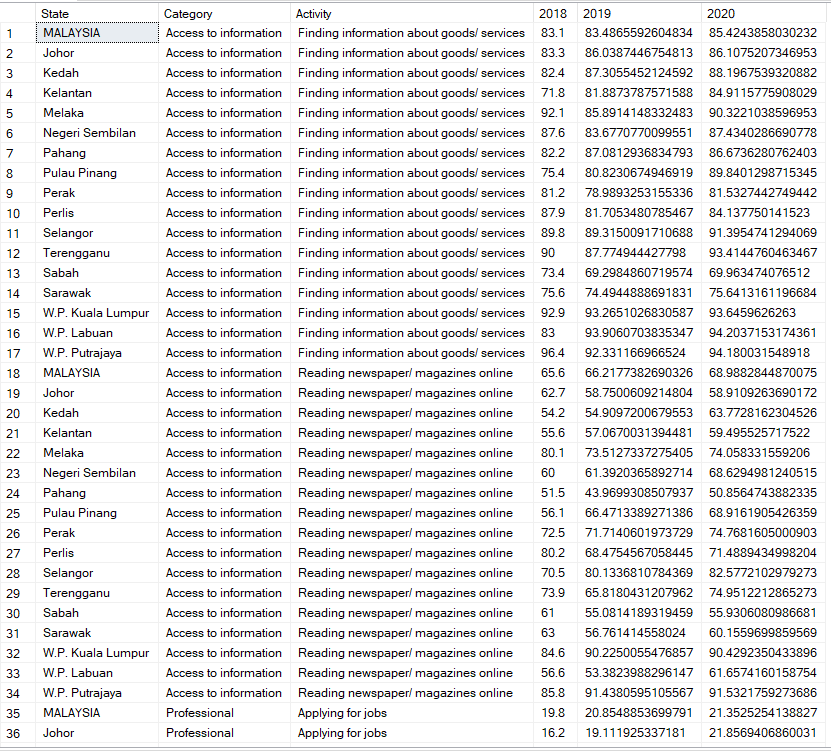 State Category Activity 2018 2019 2020
1 MALAYSIA Access to information Finding information about goods/ services 83.1 83.4865592604834 85.4243858030232
2 Johor Access to information Finding information about goods/ services 83.3 86.0387446754813 86.1075207346953
3 Kedah Access to information Finding information about goods/ services 82.4 87.3055452124592 88.1967539320882
4 Kelantan Access to information Finding information about goods/ services 71.8 81.8873787571588 84.9115775908029
5 Melaka Access to information Finding information about goods/ services 92.1 85.8914148332483 90.3221038596953
6 Negeri Sembilan Access to information Finding information about goods/ services 87.6 83.6770770099551 87.4340286690778
7 Pahang Access to information Finding information about goods/ services 82.2 87.0812936834793 86.6736280762403
8 Pulau Pinang Access to information Finding information about goods/ services 75.4 80.8230674946919 89.8401298715345
9 Perak Access to information Finding information about goods/ services 81.2 78.9893253155336 81.5327442749442
10 Perlis Access to information Finding information about goods/ services 87.9 81.7053480785467 84.137750141523
11 Selangor Access to information Finding information about goods/ services 89.8 89.3150091710688 91.3954741294069
12 Terengganu Access to information Finding information about goods/ services 90 87.774944427798 93.4144760463467
13 Sabah Access to information Finding information about goods/ services 73.4 69.2984860719574 69.963474076512
14 Sarawak Access to information Finding information about goods/ services 75.6 74.4944888691831 75.6413161196684
15 W.P. Kuala Lumpur Access to information Finding information about goods/ services 92.9 93.2651026830587 93.6459626263
16 W.P. Labuan Access to information Finding information about goods/ services 83 93.9060703835347 94.2037153174361
17 W.P. Putrajaya Access to information Finding information about goods/ services 96.4 92.331166966524 94.180031548918
18 MALAYSIA Access to information Reading newspaper/ magazines online 65.6 66.2177382690326 68.9882844870075
19 Johor Access to information Reading newspaper/ magazines online 62.7 58.7500609214804 58.9109263690172
20 Kedah Access to information Reading newspaper/ magazines online 54.2 54.9097200679553 63.7728162304526
21 Kelantan Access to information Reading newspaper/ magazines online 55.6 57.0670031394481 59.495525717522
22 Melaka Access to information Reading newspaper/ magazines online 80.1 73.5127337275405 74.058331559206
23 Negeri Sembilan Access to information Reading newspaper/ magazines online 60 61.3920365892714 68.6294981240515
24 Pahang Access to information Reading newspaper/ magazines online 51.5 43.9699308507937 50.8564743882335
25 Pulau Pinang Access to information Reading newspaper/ magazines online 56.1 66.4713389271386 68.9161905426359
26 Perak Access to information Reading newspaper/ magazines online 72.5 71.7140601973729 74.7681605000903
27 Perlis Access to information Reading newspaper/ magazines online 80.2 68.4754567058445 71.4889434998204
28 Selangor Access to information Reading newspaper/ magazines online 70.5 80.1336810784369 82.5772102979273
29 Terengganu Access to information Reading newspaper/ magazines online 73.9 65.8180431207962 74.9512212865273
30 Sabah Access to information Reading newspaper/ magazines online 61 55.0814189319459 55.9306080986681
31 Sarawak Access to information Reading newspaper/ magazines online 63 56.761414558024 60.1559699859569
32 W.P. Kuala Lumpur Access to information Reading newspaper/ magazines online 84.6 90.2250055476857 90.4292350433896
33 W.P. Labuan Access to information Reading newspaper/ magazines online 56.6 53.3823988296147 61.6574160158754
34 W.P. Putrajaya Access to information Reading newspaper/ magazines online 85.8 91.4380595105567 91.5321759273686
35 MALAYSIA Professional Applying for jobs 19.8 20.8548853699791 21.3525254138827
36 Johor Professional Applying for jobs 16.2 19.111925337181 21.8569406860031